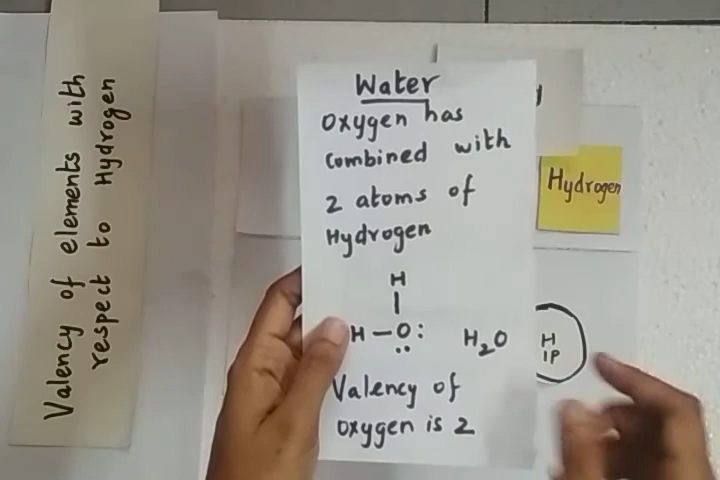 Valency of elements with
respect to Hydrogen
Water
Oxygen has
combined with
2 atoms of
Hydrogen
H
|
H – O :
..
H₂O
Valency of
oxygen is 2
Hydrogen
H
1P